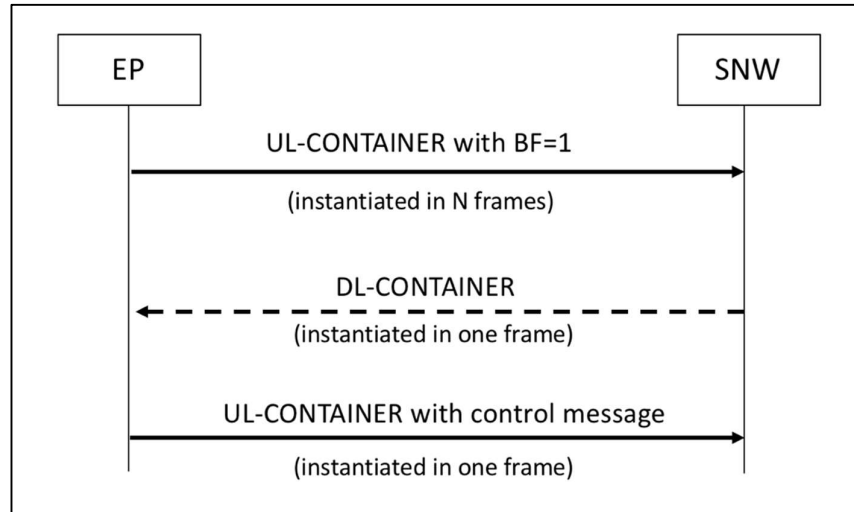 EP
SNW
UL-CONTAINER with BF=1
(instantiated in N frames)
DL-CONTAINER
(instantiated in one frame)
UL-CONTAINER with control message
(instantiated in one frame)